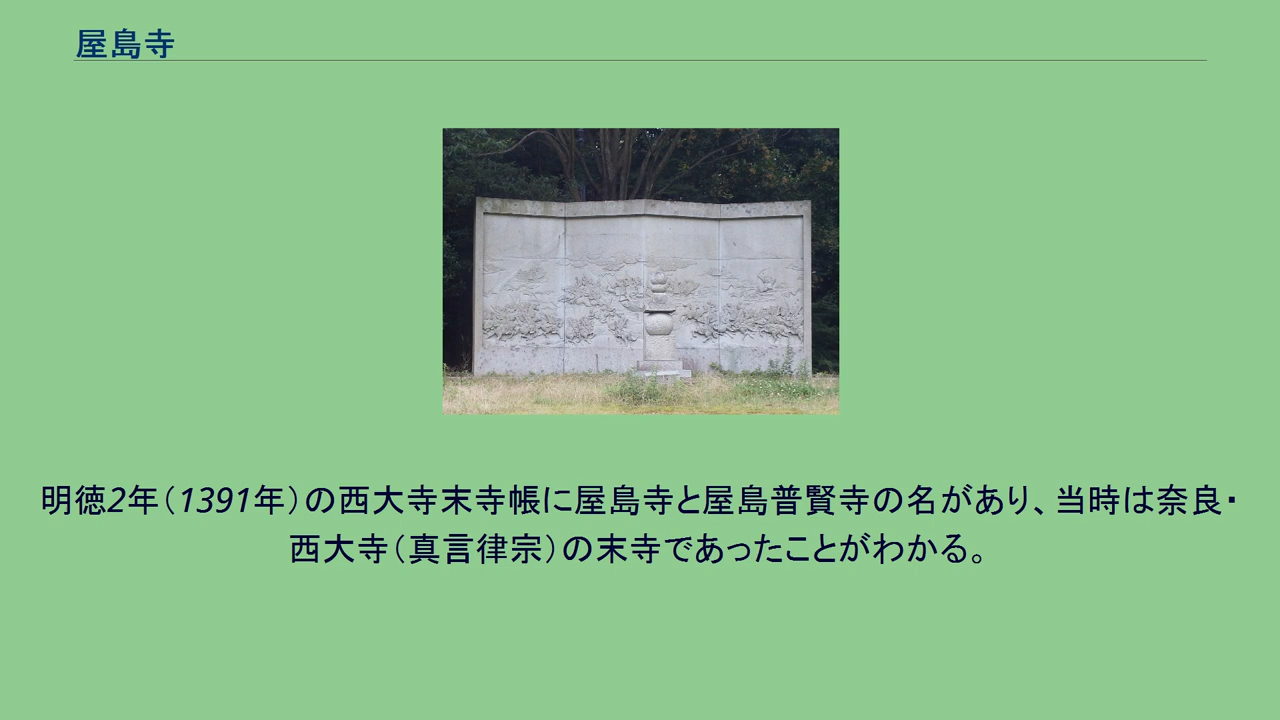 屋島寺
明徳2年（1391年）の西大寺末寺帳に屋島寺と屋島普賢寺の名があり、当時は奈良・
西大寺（真言律宗）の末寺であったことがわかる。